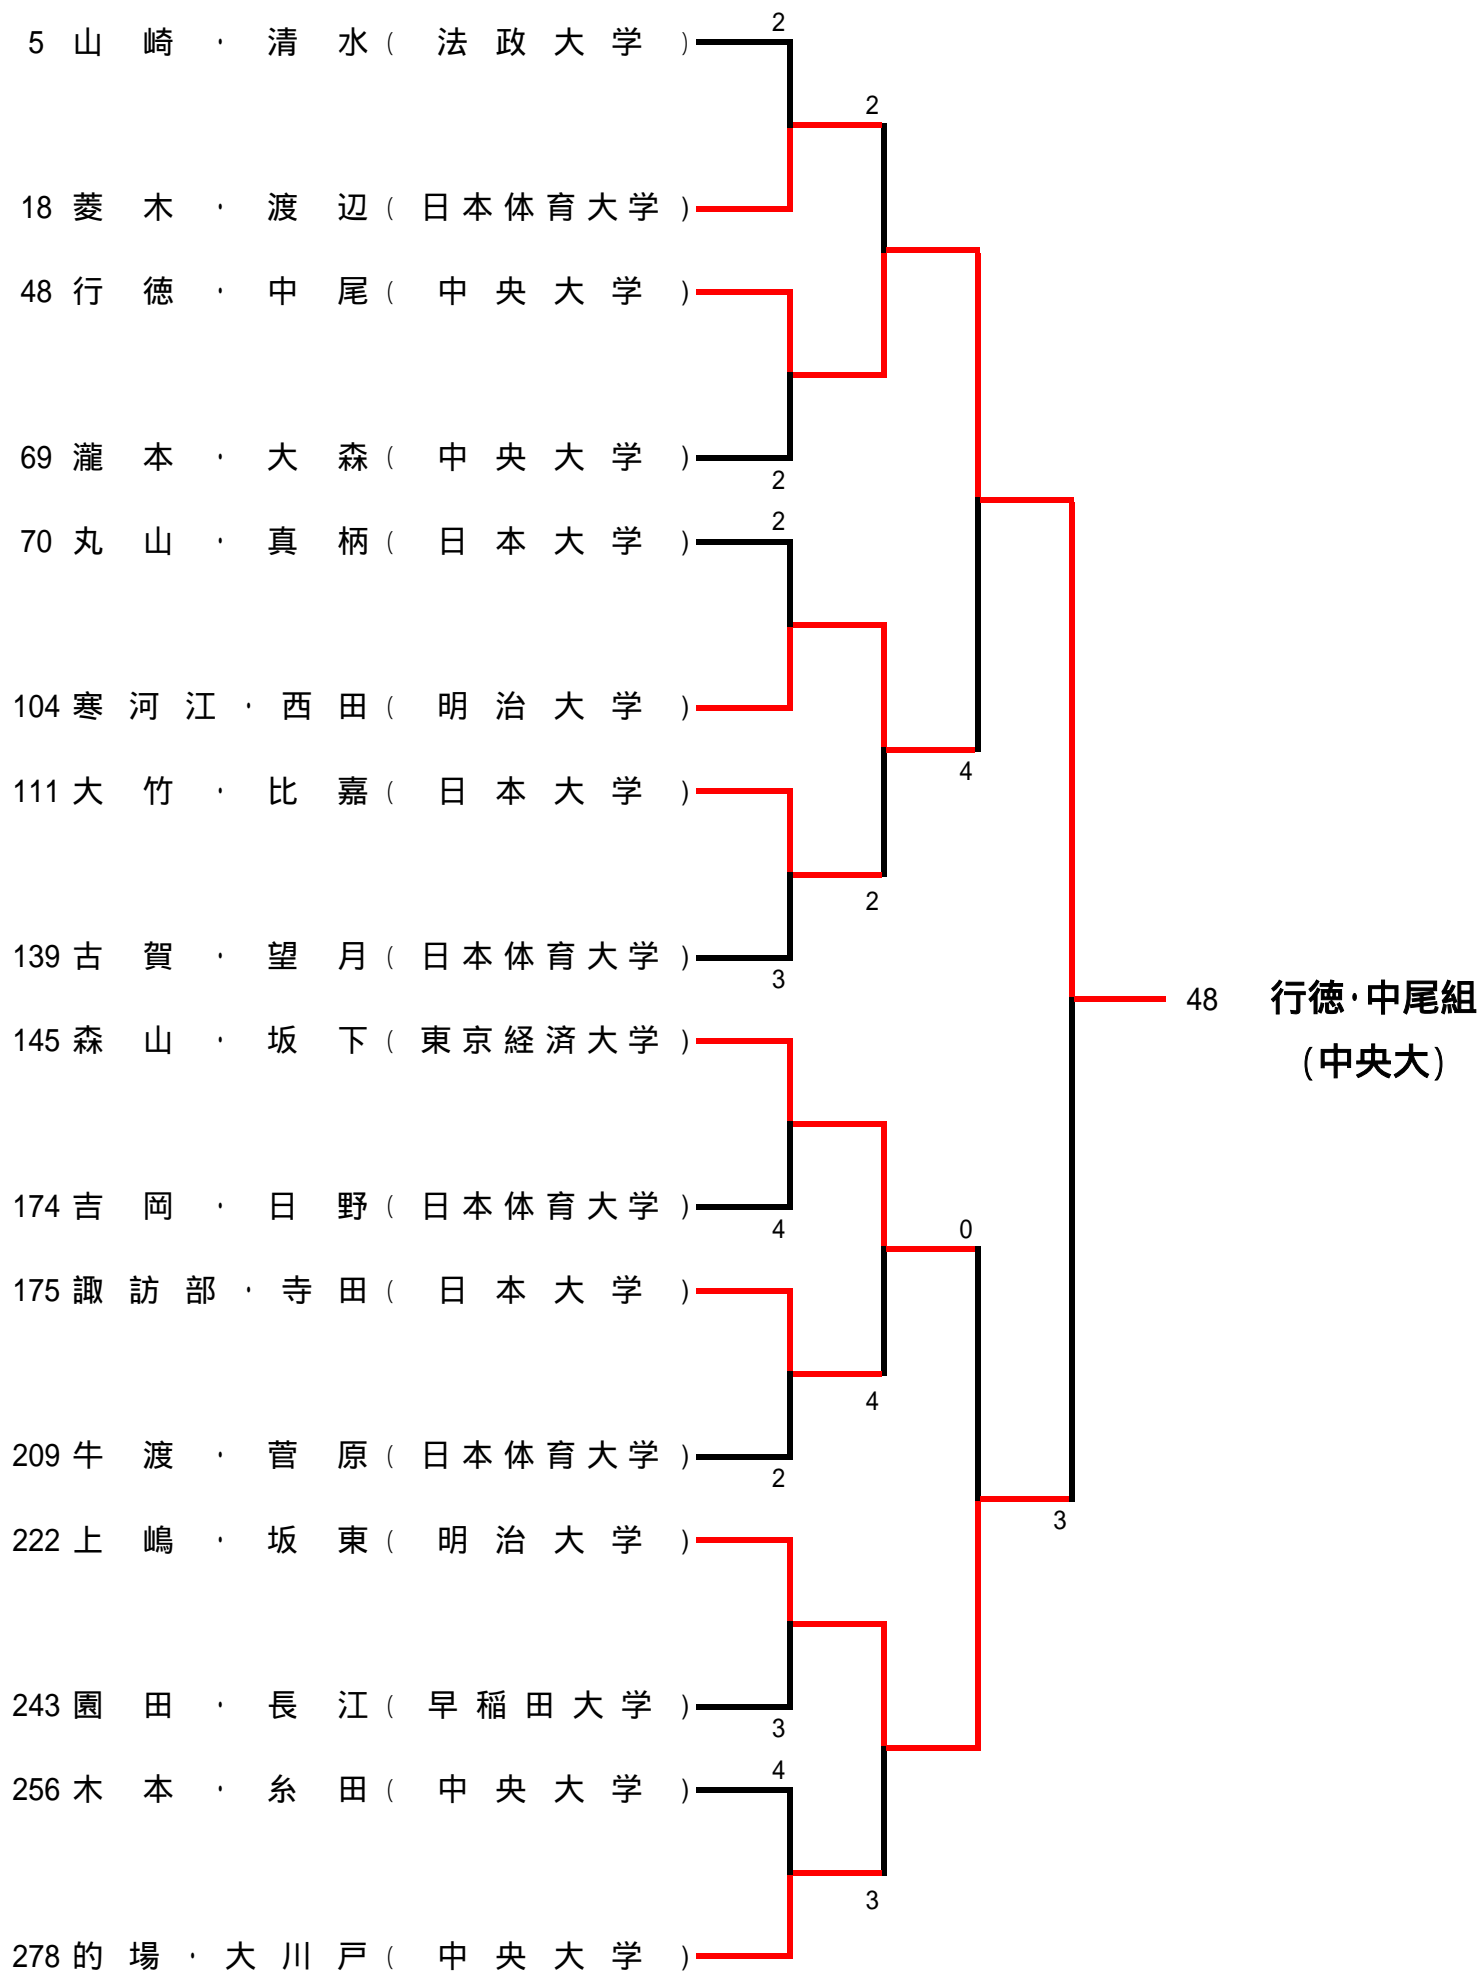 2
5 山崎・清水(法政大学)
2
18 菱木・渡辺(日本体育大学)
48 行徳・中尾(中央大学)
69 瀧本・大森(中央大学)
2
2
70 丸山・真柄(日本大学)
104 寒河江・西田(明治大学)
4
111 大竹・比嘉(日本大学)
2
139 古賀・望月(日本体育大学)
3
48 行徳・中尾組
(中央大)
145 森山・坂下(東京経済大学)
174 吉岡・日野(日本体育大学)
4
0
175 諏訪部・寺田(日本大学)
4
209 牛渡・菅原(日本体育大学)
2
3
222 上嶋・坂東(明治大学)
243 園田・長江(早稲田大学)
3
4
256 木本・糸田(中央大学)
3
278 的場・大川戸(中央大学)